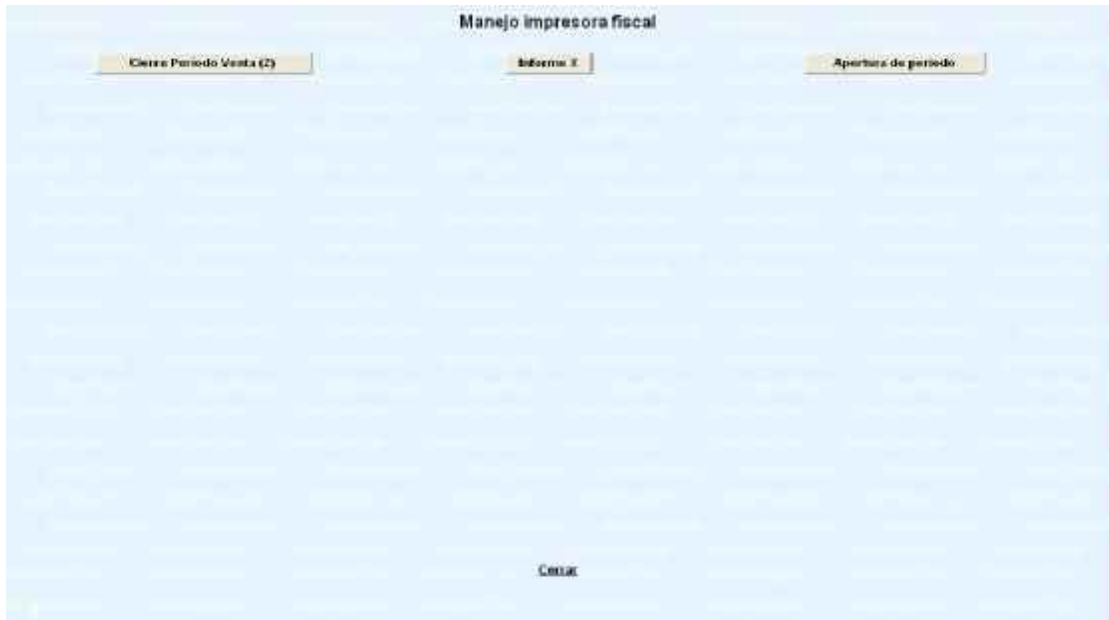 Manejo impresora fiscal
Cierre Periodo Venta (Z)
Informe X
Apertura de periodo
Cerrar